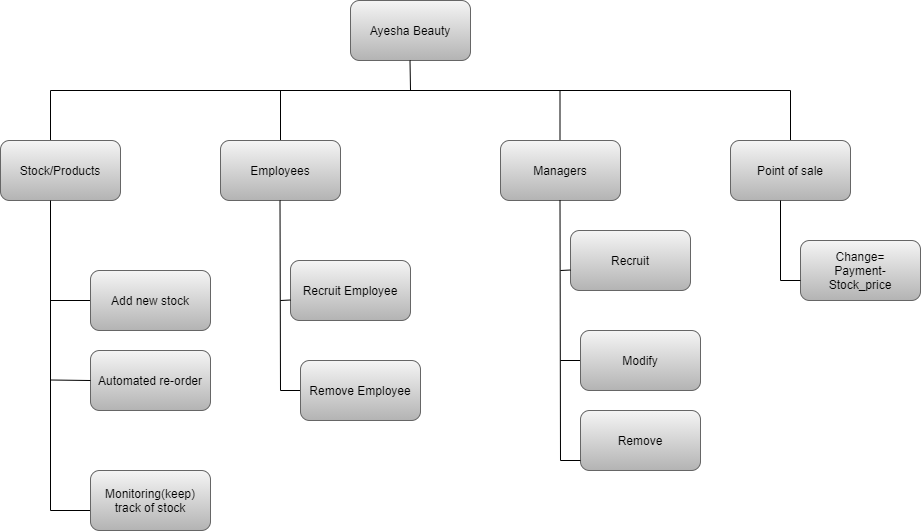 Ayesha Beauty
Stock/Products
Employees
Managers
Point of sale
Add new stock
Automated re-order
Monitoring(keep)
track of stock
Recruit Employee
Remove Employee
Recruit
Modify
Remove
Change=
Payment-
Stock_price